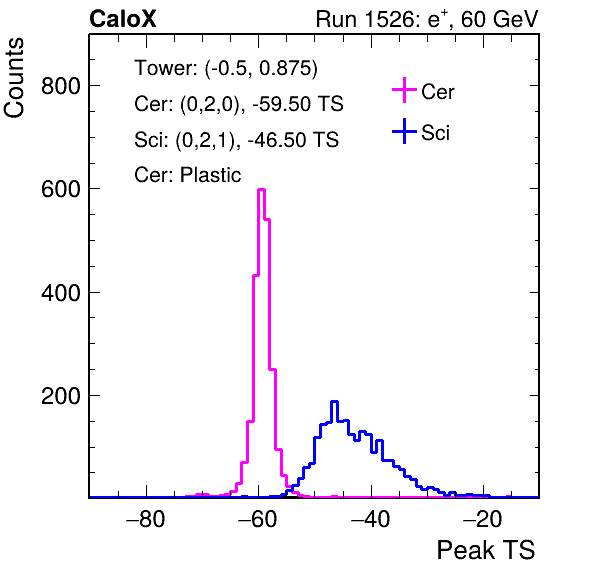 CaloX
Run 1526: e+, 60 GeV
Counts
Tower: (-0.5, 0.875)
Cer: (0,2,0), -59.50 TS
Sci: (0,2,1), -46.50 TS
Cer: Plastic
Cer
Sci
800
600
400
200
−80
−60
−40
−20
Peak TS